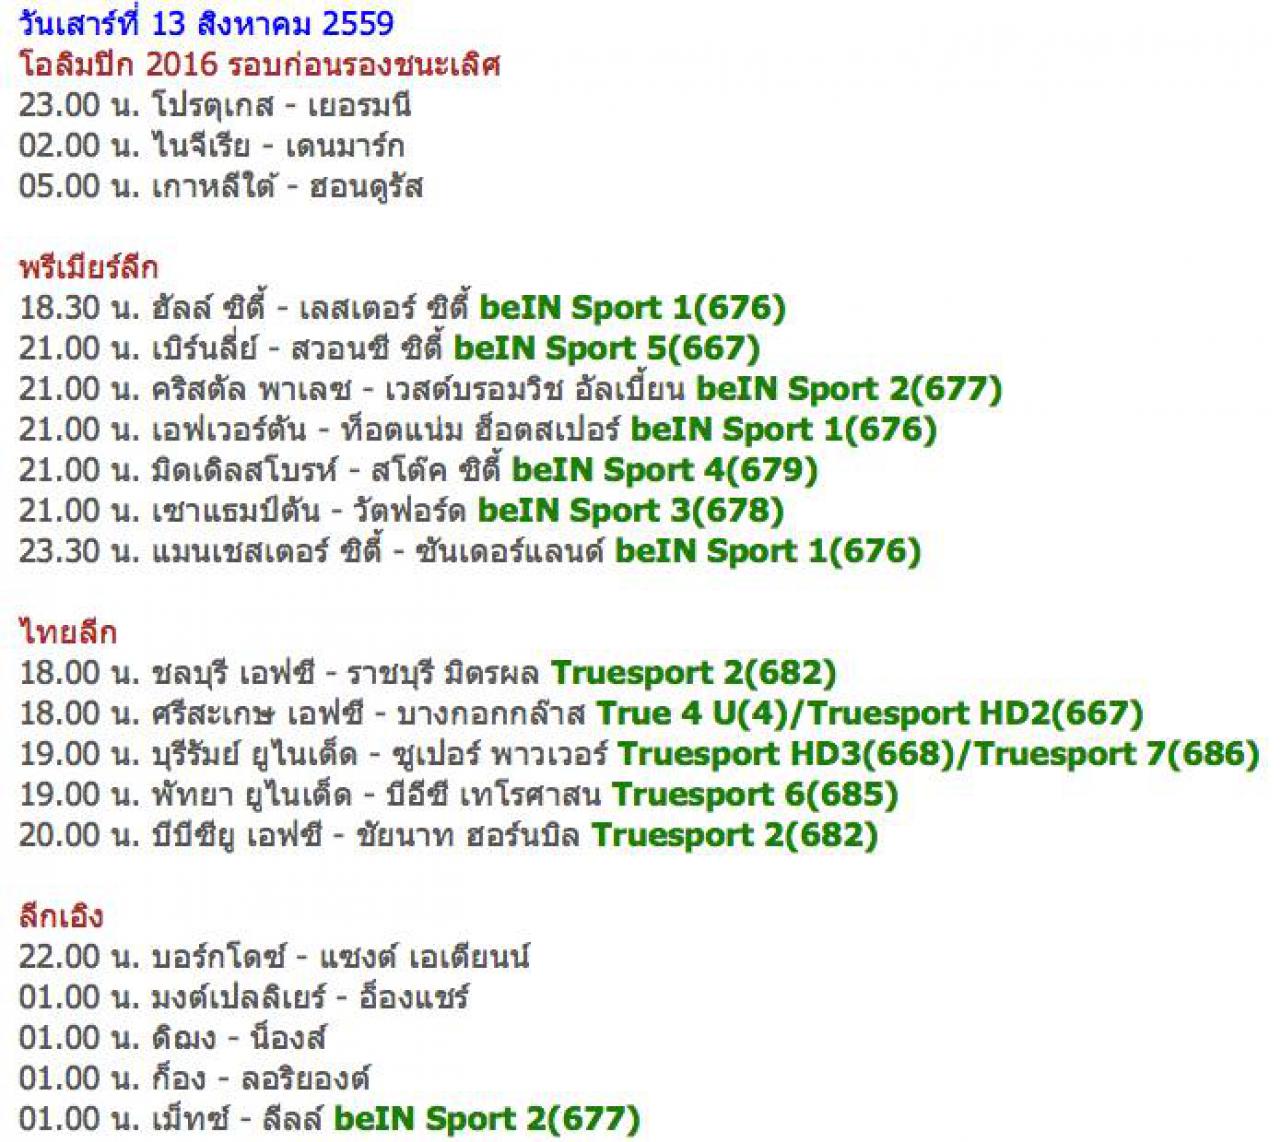 วันเสาร์ที่ 13 สิงหาคม 2559
โอลิมปิก 2016 รอบก่อนรองชนะเลิศ
23.00 น. โปรตุเกส - เยอรมนี
02.00 น. ไนจีเรีย - เดนมาร์ก
05.00 น. เกาหลีใต้ - ฮอนดูรัส
พรีเมียร์ลีก
18.30 น. ฮัลล์ ซิตี้ - เลสเตอร์ ซิตี้ beIN Sport 1(676)
21.00 น. เบิร์นลี่ย์ - สวอนซี ซิตี้ beIN Sport 5(667)
21.00 น. คริสตัล พาเลซ - เวสต์บรอมวิช อัลเบี้ยน beIN Sport 2(677)
21.00 น. เอฟเวอร์ตัน - ท็อตแน่ม ฮ็อตสเปอร์ beIN Sport 1(676)
21.00 น. มิดเดิลสโบรห์ - สโต๊ค ซิตี้ beIN Sport 4(679)
21.00 น. เซาแธมป์ตัน - วัตฟอร์ด beIN Sport 3(678)
23.30 น. แมนเชสเตอร์ ซิตี้ - ซันเดอร์แลนด์ beIN Sport 1(676)
ไทยลีก
18.00 น. ชลบุรี เอฟซี - ราชบุรี มิตรผล Truesport 2(682)
18.00 น. ศรีสะเกษ เอฟซี - บางกอกกล๊าส True 4 U(4)/Truesport HD2(667)
19.00 น. บุรีรัมย์ ยูไนเต็ด - ซูเปอร์ พาวเวอร์ Truesport HD3(668)/Truesport 7(686)
19.00 น. พัทยา ยูไนเต็ด - บีอีซี เทโรศาสน Truesport 6(685)
20.00 น. บีบีซียู เอฟซี - ชัยนาท ฮอร์นบิล Truesport 2(682)
ลีกเอิง
22.00 น. บอร์กโดซ์ - แซงต์ เอเตียนน์
01.00 น. มงต์เปลลิเยร์ - อ็องแชร์
01.00 น. ดิฌง - น็องส์
01.00 น. ก็อง - ลอริยองต์
01.00 น. เม็ทซ์ - ลีลล์ beIN Sport 2(677)